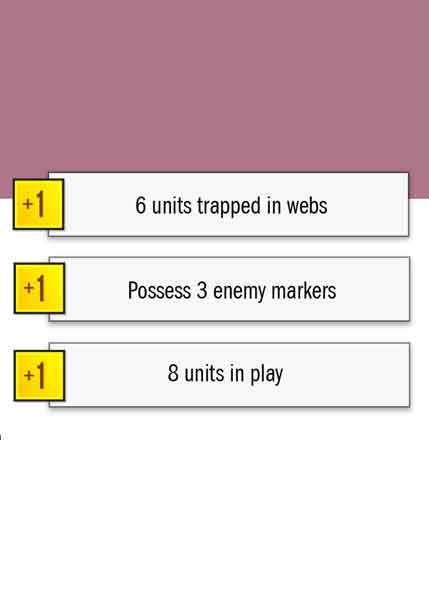 +1 6 units trapped in webs
+1 Possess 3 enemy markers
+1 8 units in play